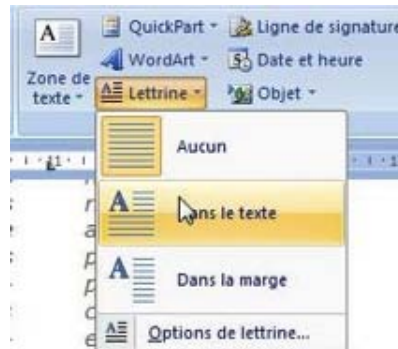 QuickPart
Ligne de signature
WordArt
Date et heure
Zone de
texte
Lettrine
Objet
Aucun
Dans le texte
Dans la marge
Options de lettrine...